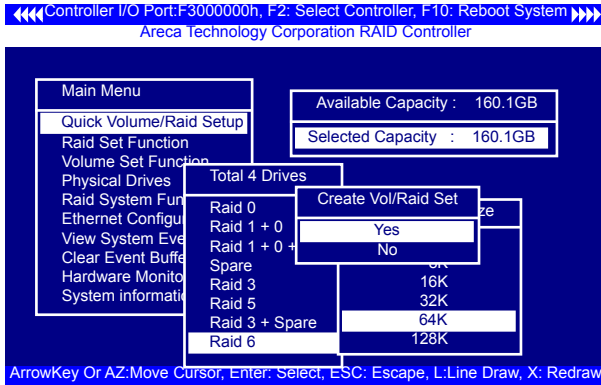 Controller I/O Port:F3000000h, F2: Select Controller, F10: Reboot System
Areca Technology Corporation RAID Controller
Main Menu
Quick Volume/Raid Setup
Raid Set Function
Volume Set Function
Physical Drives
Raid System Fun
Ethernet Configu
View System Eve
Clear Event Buffe
Hardware Monito
System informatio
Available Capacity : 160.1GB
Selected Capacity : 160.1GB
Total 4 Drives
Raid 0
Raid 1 + 0
Raid 1 + 0 +
Spare
Raid 3
Raid 5
Raid 3 + Spare
Raid 6
Create Vol/Raid Set
Yes
No
ze
16K
32K
64K
128K
ArrowKey Or AZ:Move Cursor, Enter: Select, ESC: Escape, L:Line Draw, X: Redraw